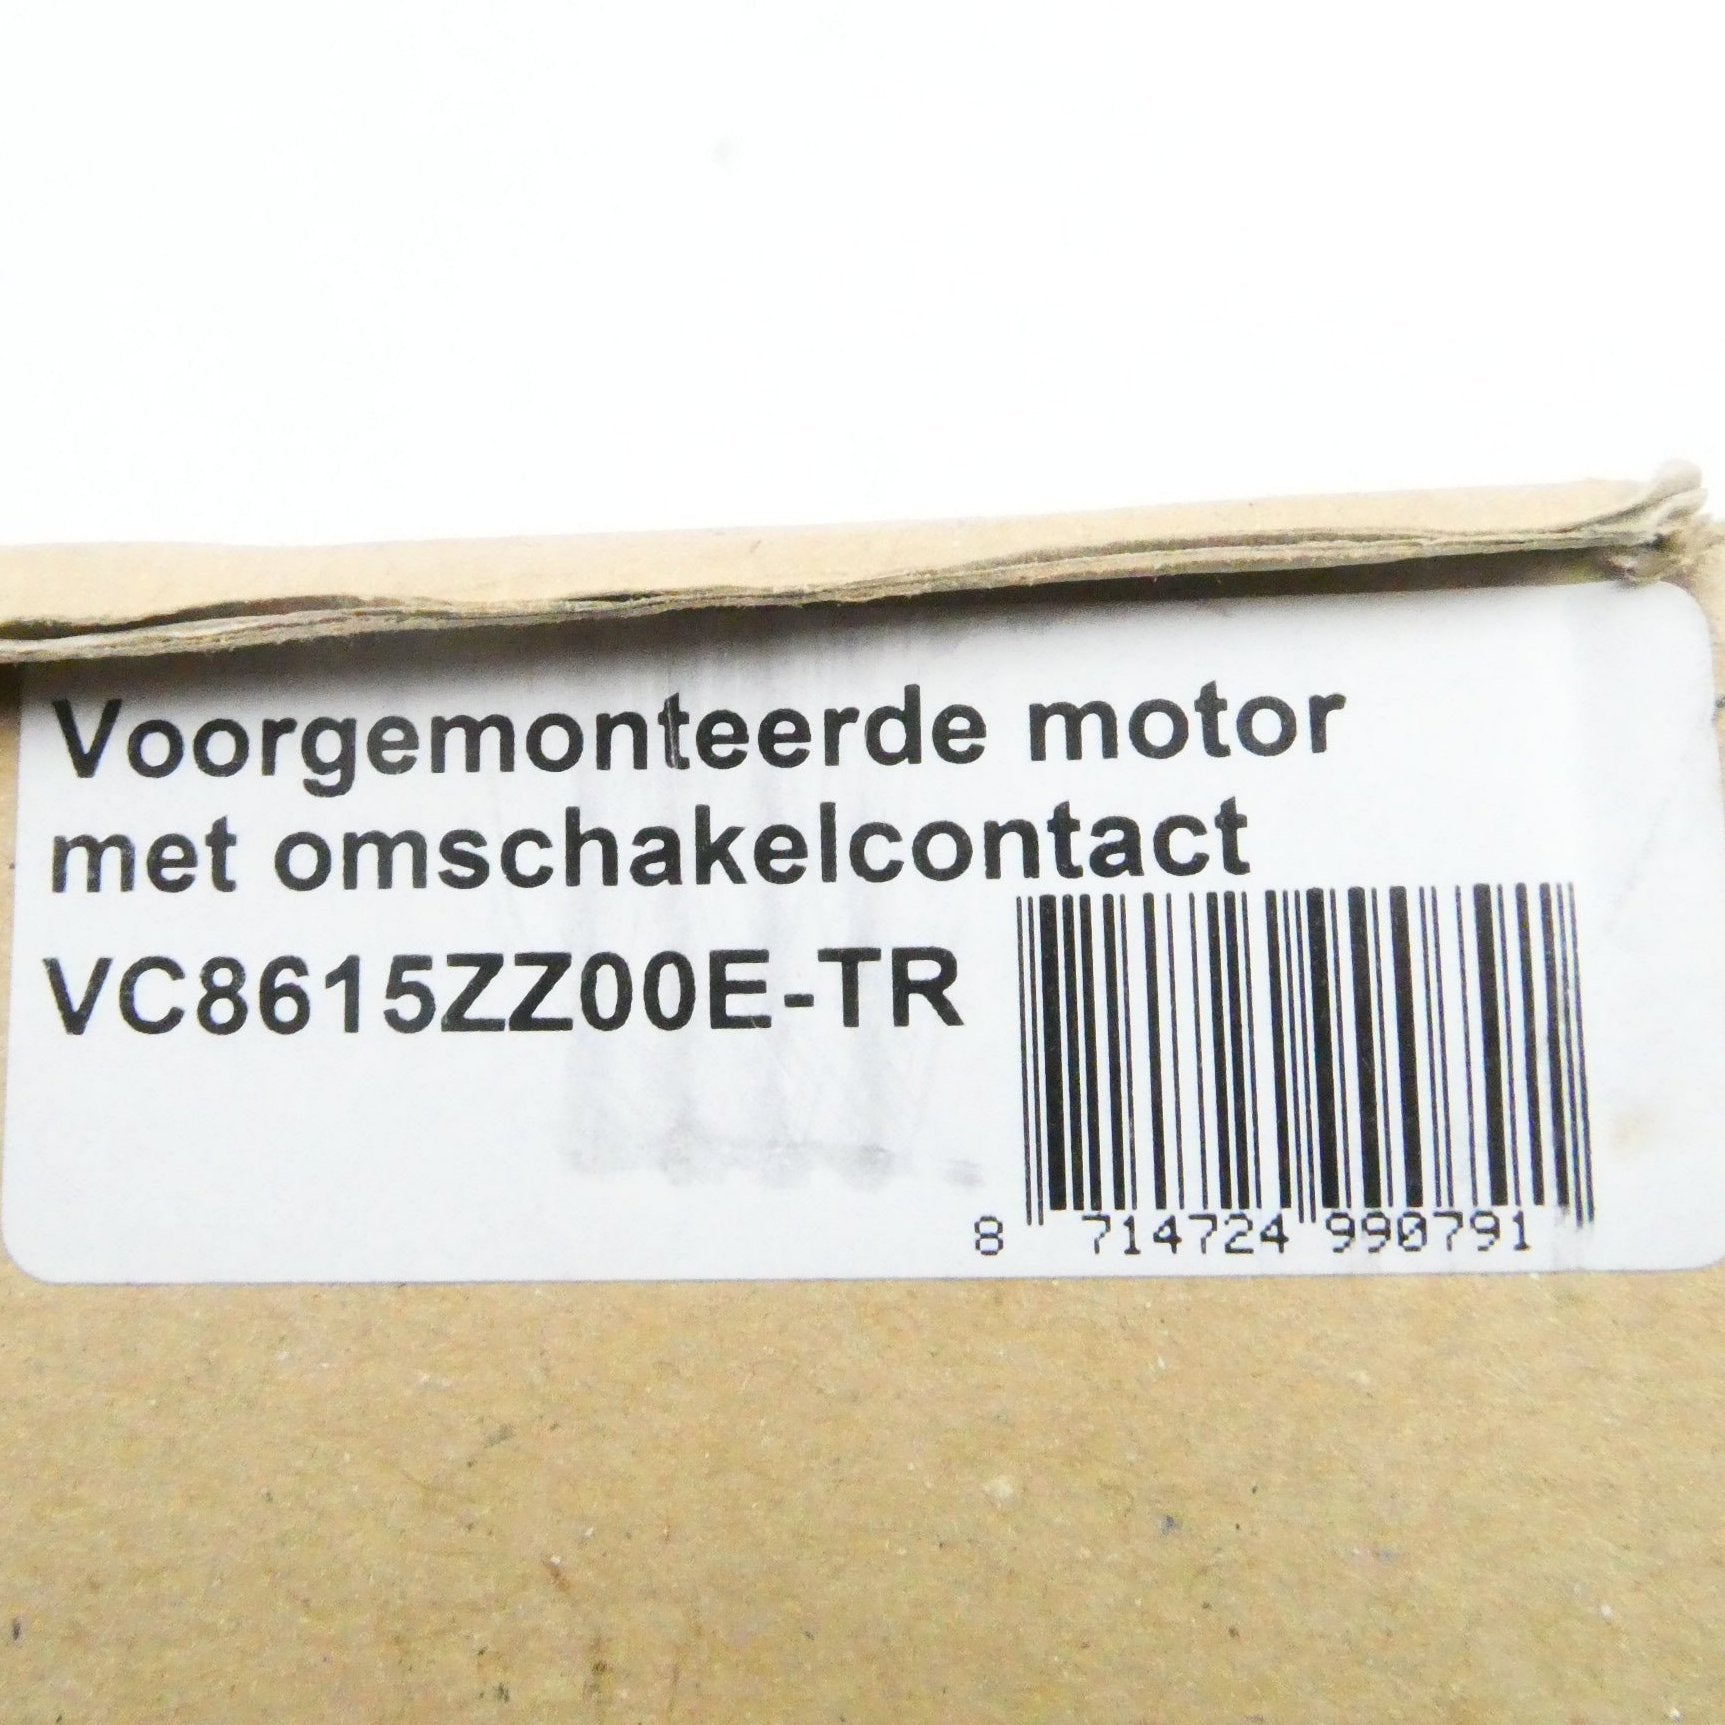 Voorgemonteerde motor
met omschakelcontact
VC8615ZZ00E-TR
8 714724 990791